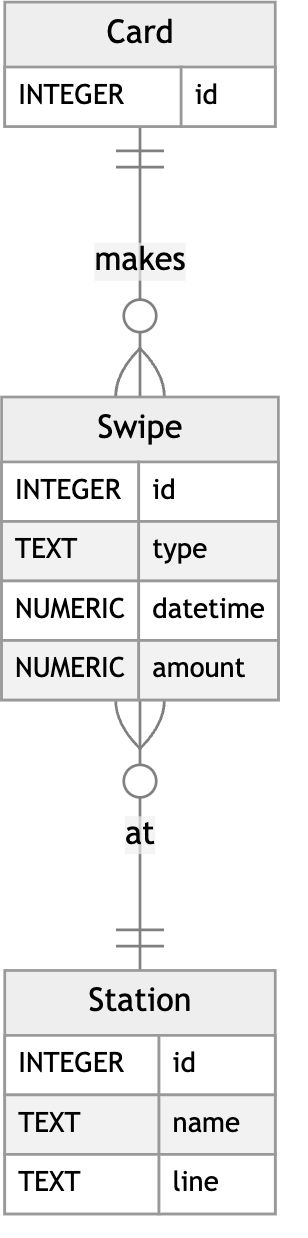 Card
INTEGER id
makes
Swipe
INTEGER id
TEXT type
NUMERIC datetime
NUMERIC amount
at
Station
INTEGER id
TEXT name
TEXT line